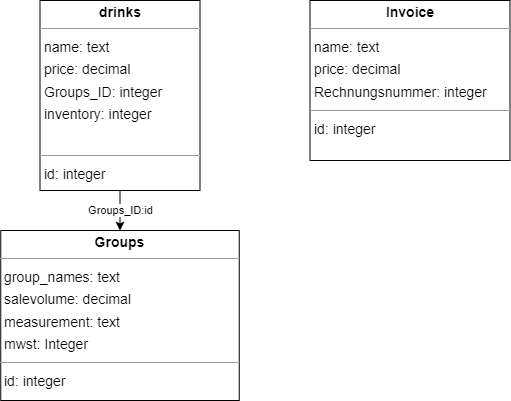 drinks
name: text
price: decimal
Groups_ID: integer
inventory: integer
id: integer
Invoice
name: text
price: decimal
Rechnungsnummer: integer
id: integer
Groups_ID:id
Groups
group_names: text
salevolume: decimal
measurement: text
mwst: Integer
id: integer